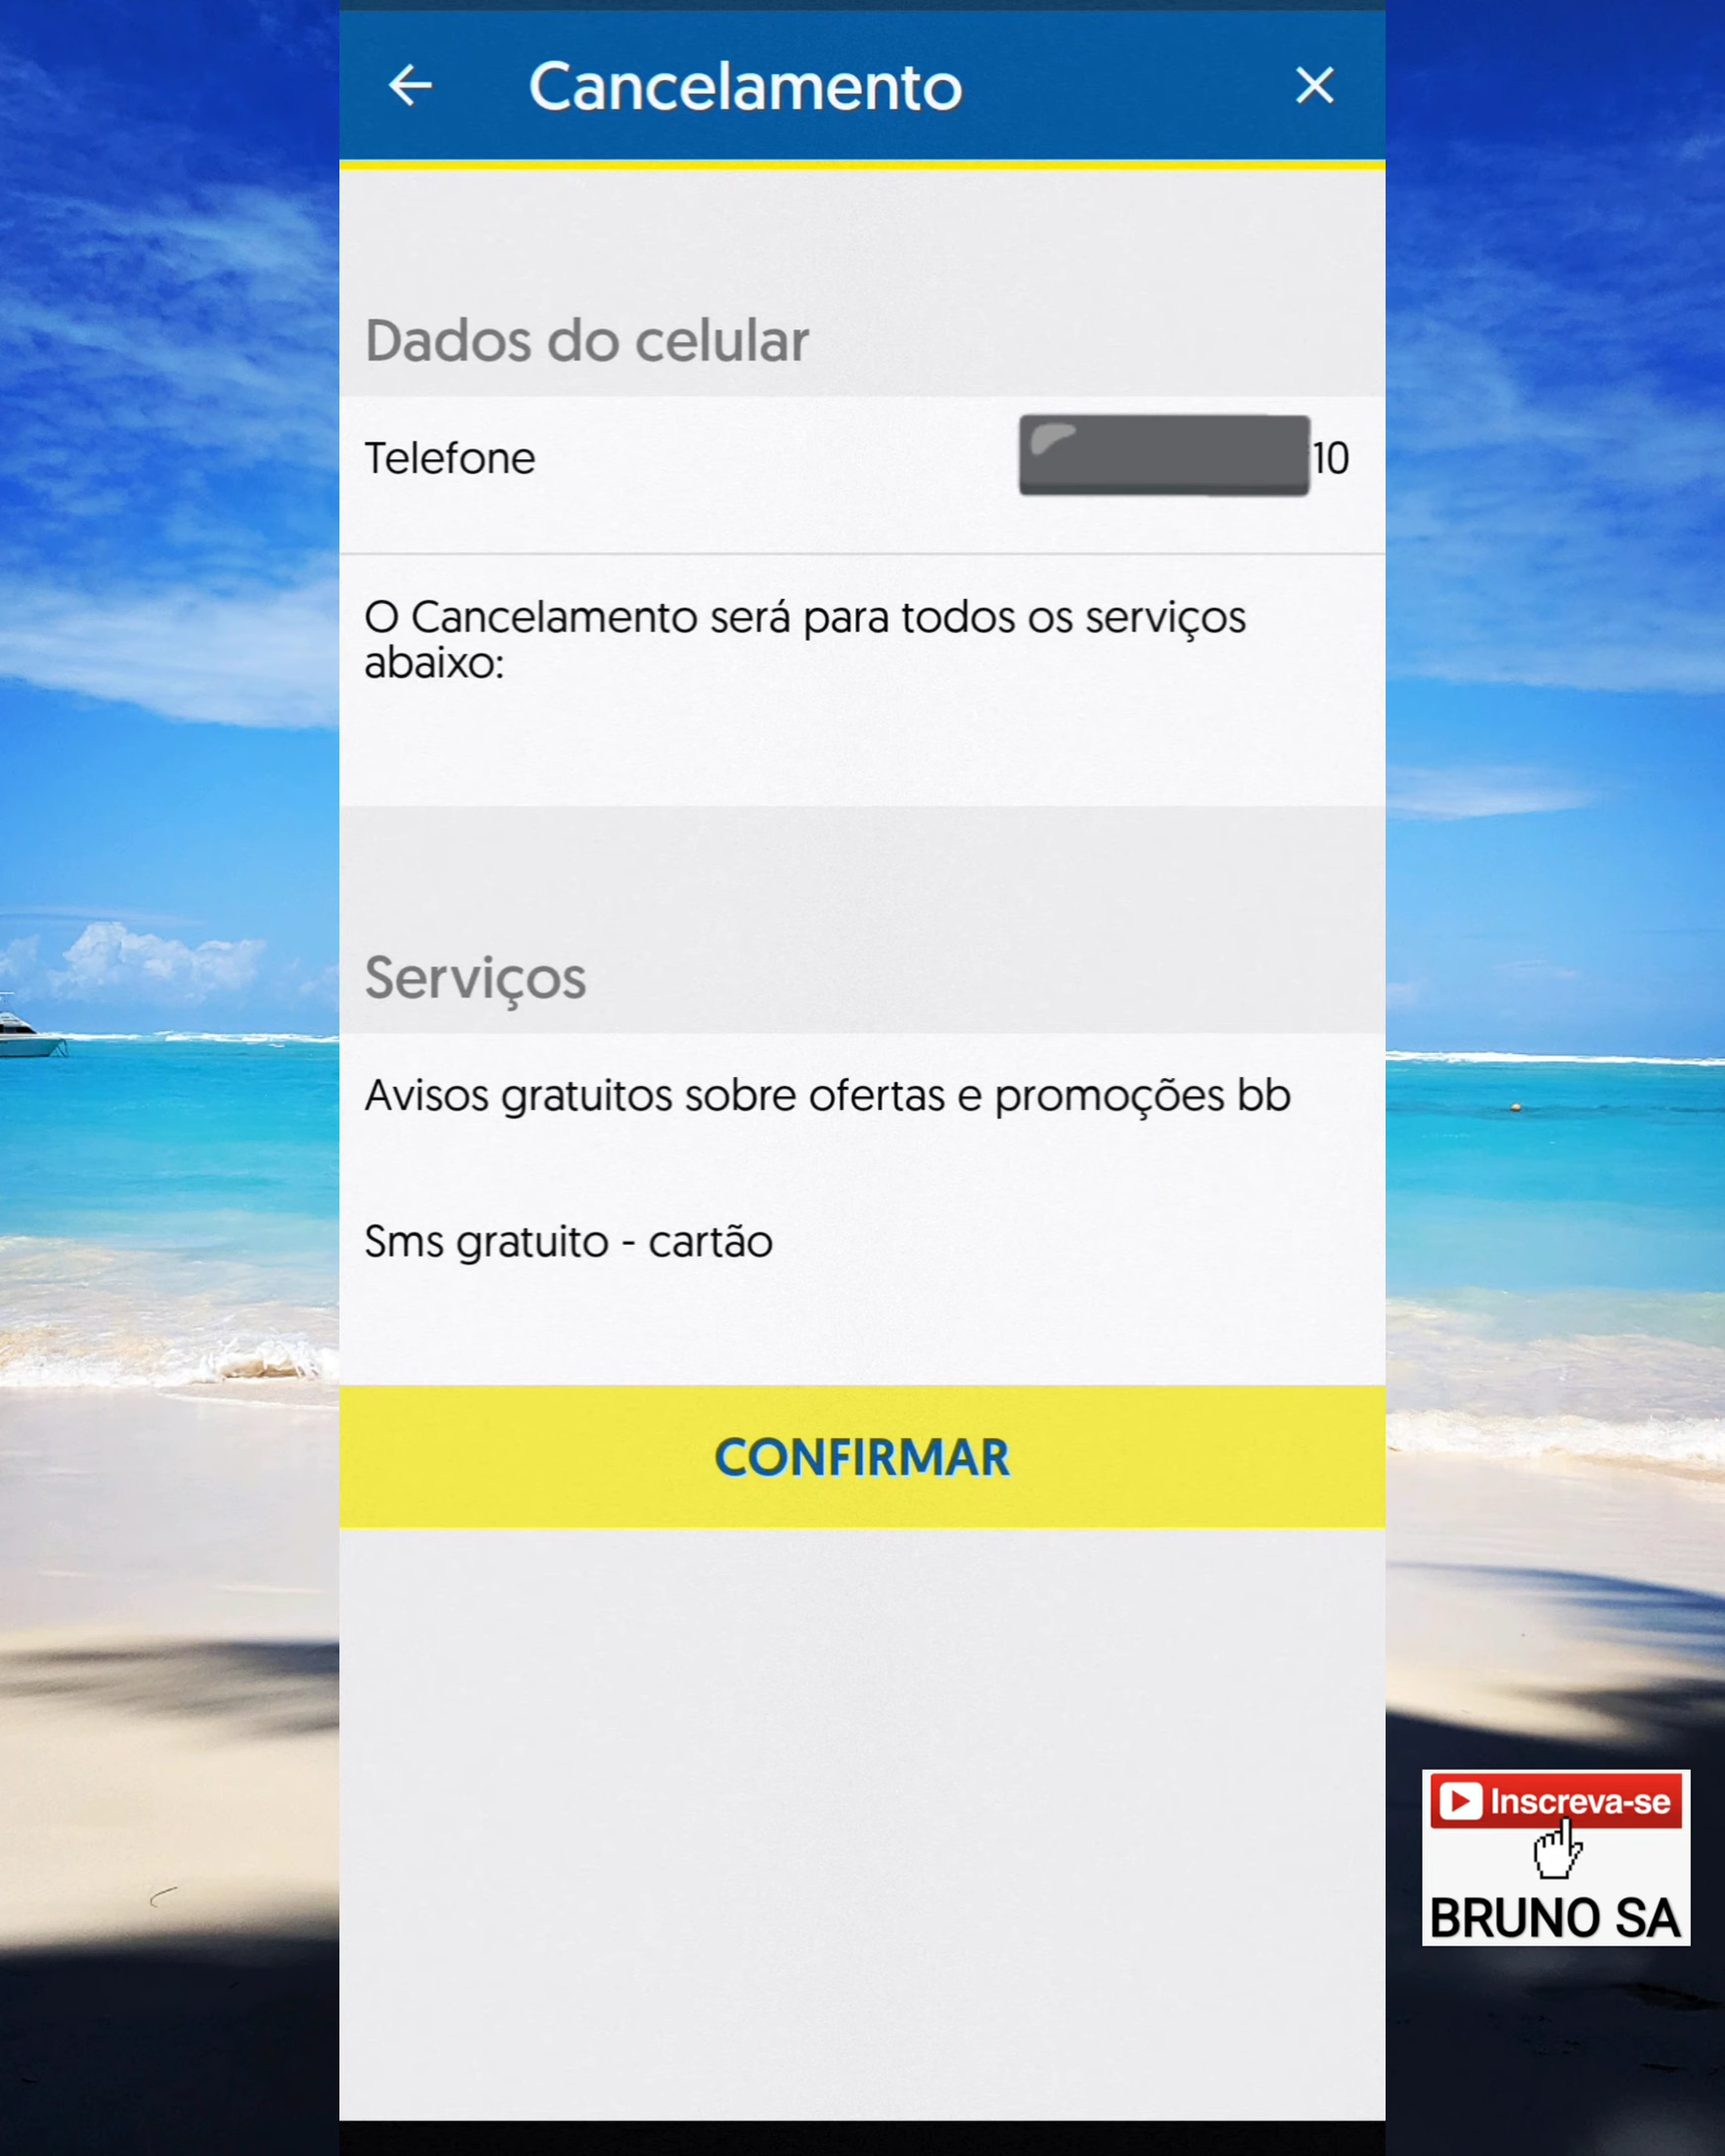 Cancelamento
Dados do celular
Telefone 10
O Cancelamento será para todos os serviços
abaixo:
Serviços
Avisos gratuitos sobre ofertas e promoções bb
Sms gratuito - cartão
CONFIRMAR
Inscreva-se
BRUNO SA